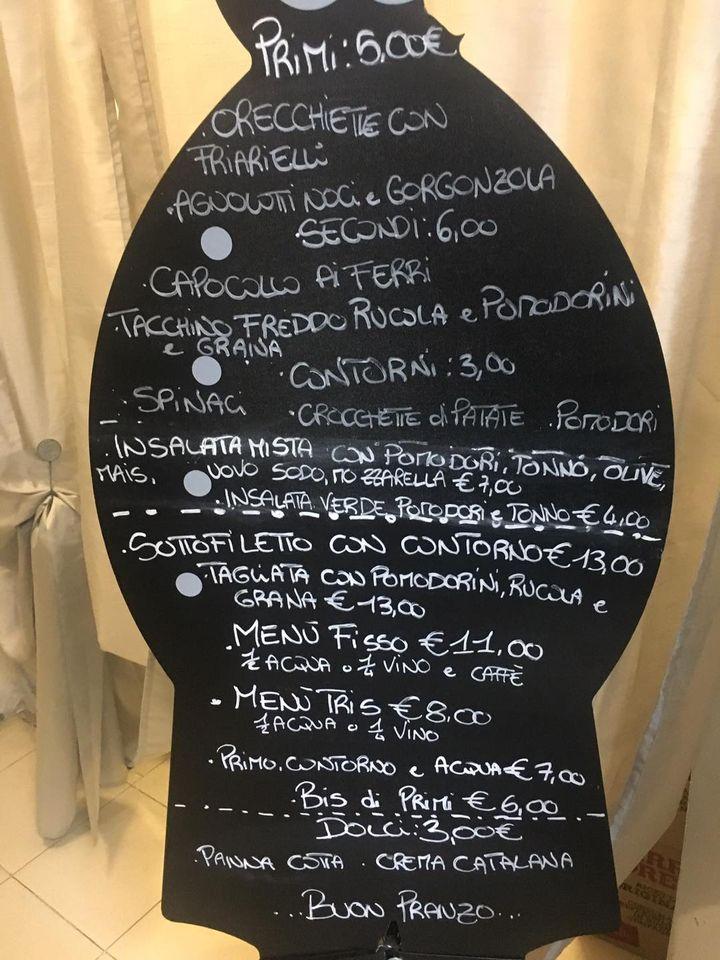 PRIMI: 5,00€
. ORECCHIETTE CON
FRIARIELLI
. AGNOLOTTI NOCI e GORGONZOLA
. SECONDI: 6,00
. CAPOCOLLO AI FERRI
TACCHINO FREDDO RUCOLA e POMODORINI
e GRANA
. CONTORNI: 3,00
. SPINACI . CROCCHETTE di PATATE . POMODORI
. INSALATA MISTA CON POMODORI, TONNO, OLIVE,
MAIS, UOVO SODO, MOZZARELLA € 7,00
. INSALATA VERDE, POMODORI e TONNO € 4,00
. SOTTOFILETTO CON CONTORNO € 13,00
. TAGLIATA CON POMODORINI, RUCOLA e
GRANA € 13,00
. MENÙ FISSO € 11,00
½ ACQUA o ¼ VINO e CAFFÈ
. MENÙ TRIS € 8,00
½ ACQUA o ¼ VINO
. PRIMO, CONTORNO e ACQUA € 7,00
. BIS di PRIMI € 6,00
DOLCI: 3,00€
. PANNA COTTA . CREMA CATALANA
...BUON PRANZO...